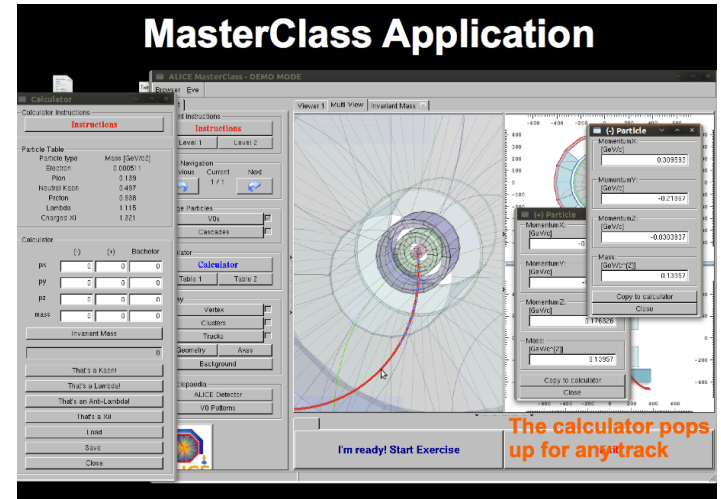 MasterClass Application
ALICE MasterClass - DEMO MODE
Browser Eve
Calculator
Calculator Instructions
Instructions
Particle Table
Particle type Mass [GeV/c2]
Electron 0.000511
Pion 0.139
Neutral Kaon 0.497
Proton 0.938
Lambda 1.115
Charged Xi 1.321
Calculator
(-) (+) Bachelor
px 0 0 0
py 0 0 0
pz 0 0 0
mass 0 0 0
Invariant Mass
0
That's a Kaon!
That's a Lambda!
That's an Anti-Lambda!
That's a Xi!
Load
Save
Close
Instructions
Level 1 Level 2
Navigation
Current Next
1 / 1
Particles
V0s
Cascades
Calculator
Table 1 Table 2
Vertex
Clusters
Tracks
Geometry Axes
Background
ALICE Detector
V0 Patterns
Viewer 1 Multi View Invariant Mass
(-) Particle
MomentumX:
[GeV/c]
0.309593
MomentumY:
[GeV/c]
-0.21867
MomentumZ:
[GeV/c]
-0.0303937
Mass:
[GeV/c^{2}]
0.13957
Copy to calculator
Close
(+) Particle
MomentumX:
[GeV/c]
MomentumY:
[GeV/c]
MomentumZ:
[GeV/c]
0.176326
Mass:
[GeV/c^{2}]
0.13957
Copy to calculator
Close
I'm ready! Start Exercise
The calculator pops
up for any track